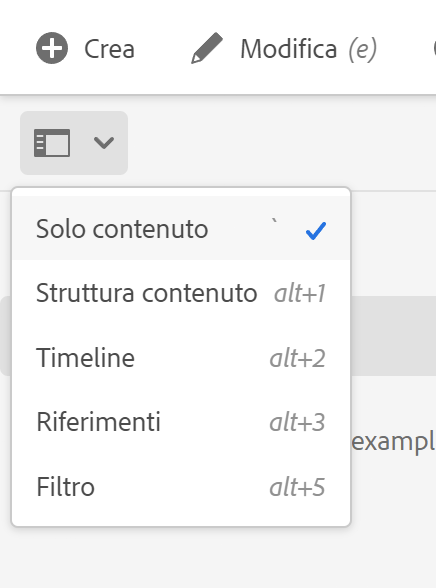 Crea Modifica (e)
Solo contenuto `
Struttura contenuto alt+1
Timeline alt+2
Riferimenti alt+3
exampl
Filtro alt+5